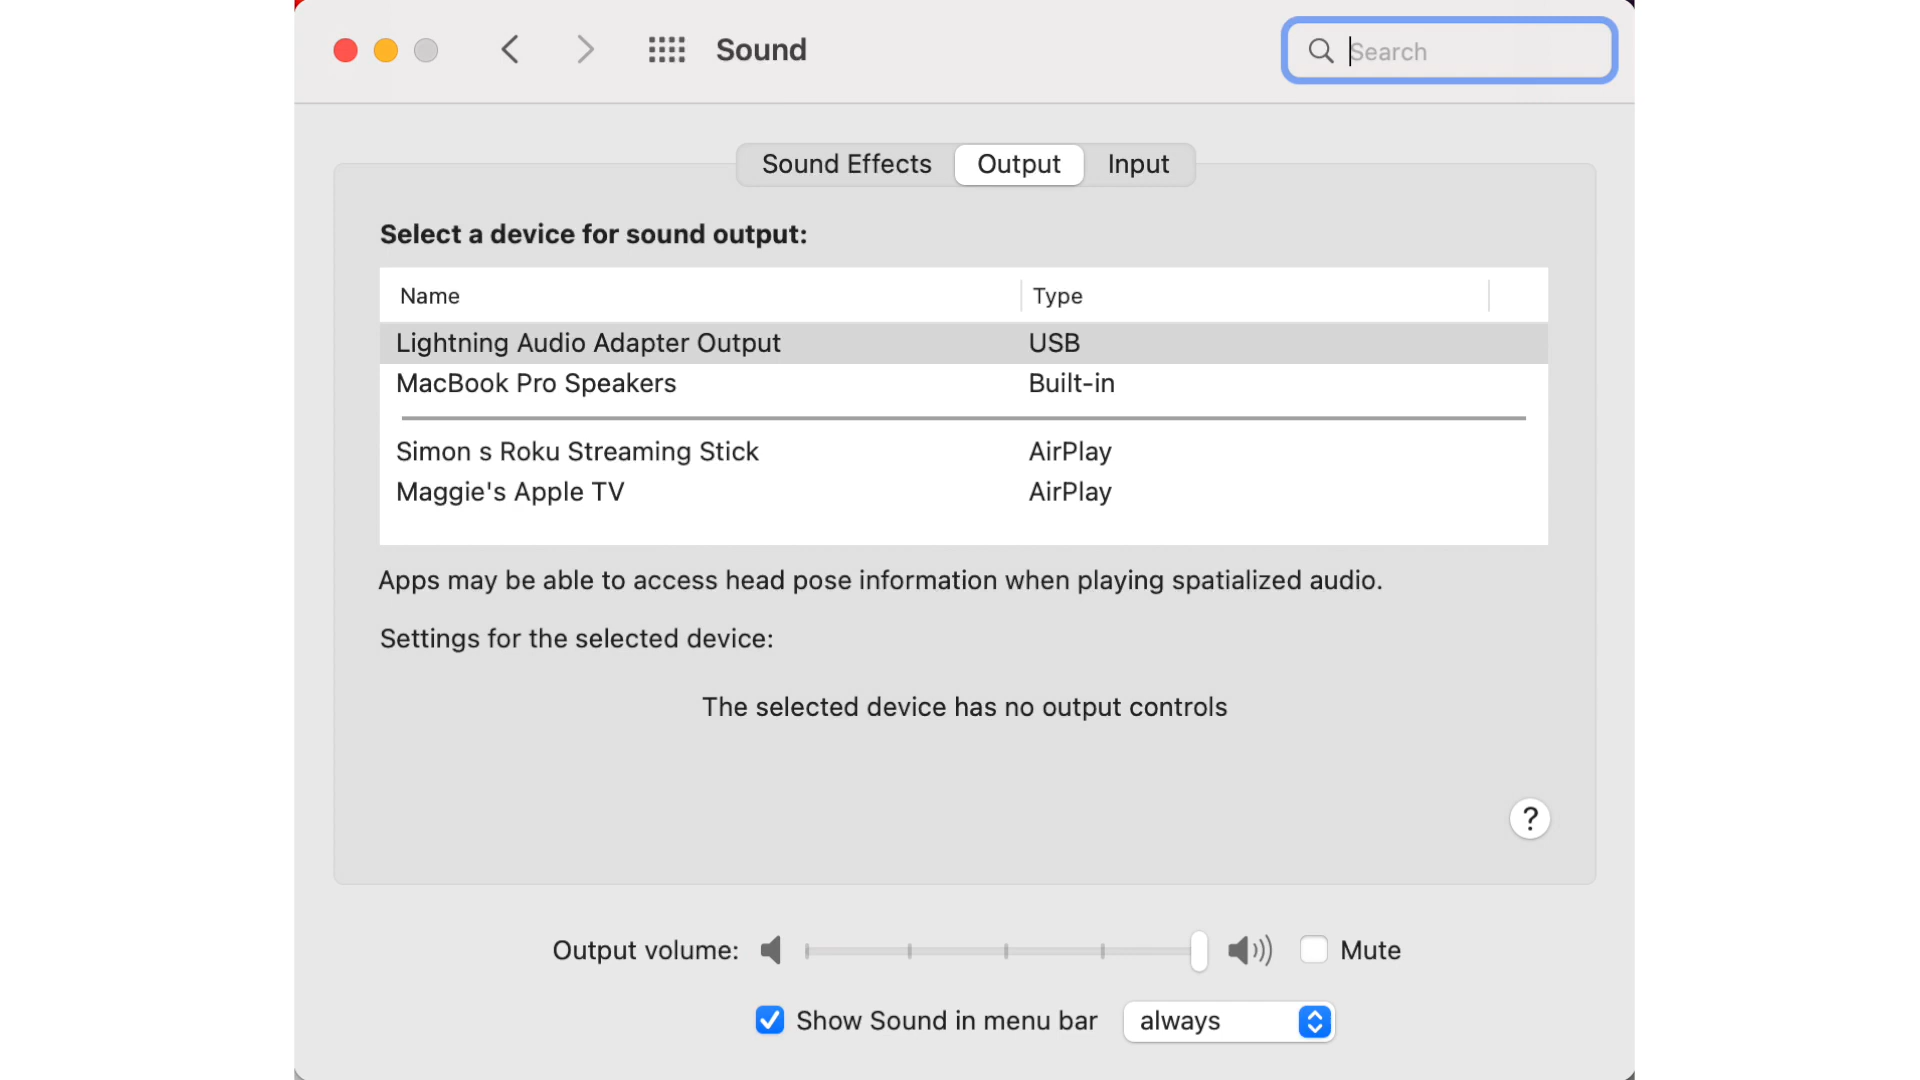 Sound
Search
Sound Effects Output Input
Select a device for sound output:
Name Type
Lightning Audio Adapter Output USB
MacBook Pro Speakers Built-in
Simon s Roku Streaming Stick AirPlay
Maggie's Apple TV AirPlay
Apps may be able to access head pose information when playing spatialized audio.
Settings for the selected device:
The selected device has no output controls
?
Output volume: Mute
Show Sound in menu bar always